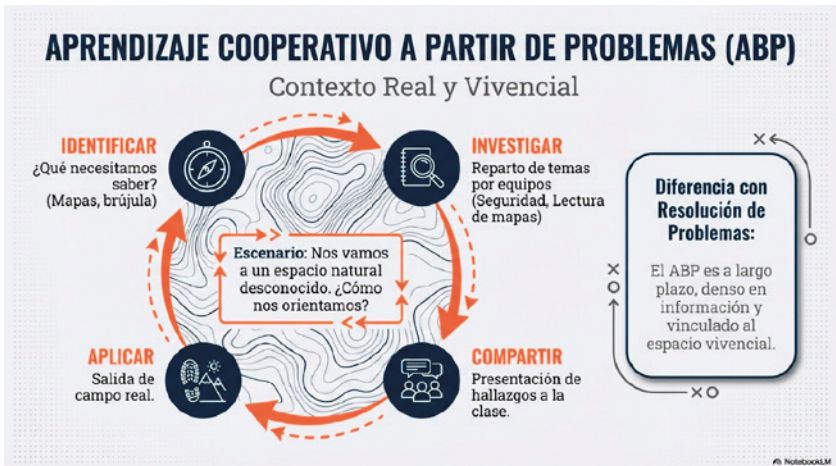 APRENDIZAJE COOPERATIVO A PARTIR DE PROBLEMAS (ABP)
Contexto Real y Vivencial
IDENTIFICAR
¿Qué necesitamos
saber?
(Mapas, brújula)
INVESTIGAR
Reparto de temas
por equipos
(Seguridad, Lectura
de mapas)
Escenario: Nos vamos
a un espacio natural
desconocido. ¿Cómo
nos orientamos?
APLICAR
Salida de
campo real.
COMPARTIR
Presentación de
hallazgos a la
clase.
Diferencia con
Resolución de
Problemas:
El ABP es a largo
plazo, denso en
información y
vinculado al
espacio vivencial.
NotebookLM